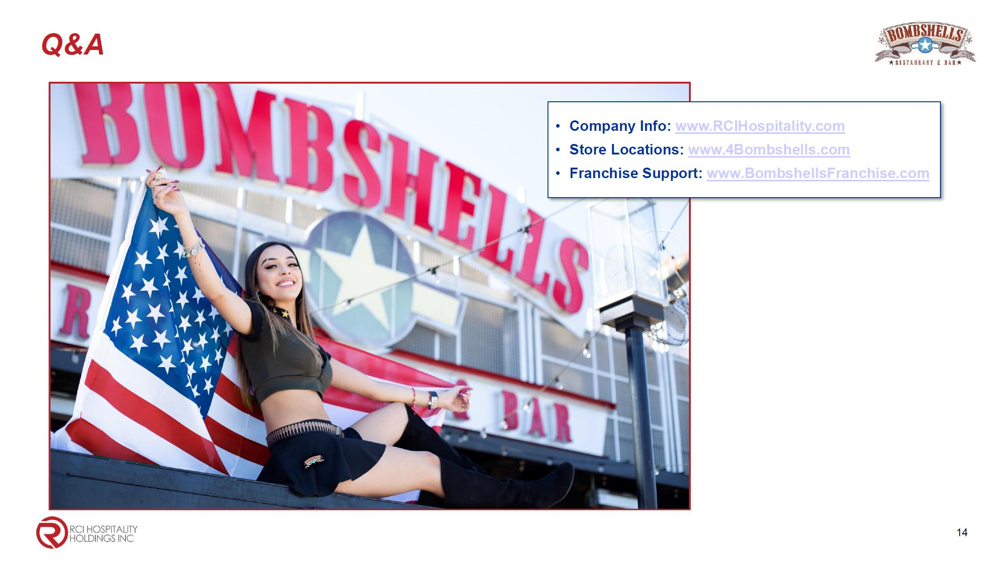 Q&A
BOMBSHELLS
★ RESTAURANT & BAR ★
BOMBSHELLS
R
& BAR
• Company Info: www.RCIHospitality.com
• Store Locations: www.4Bombshells.com
• Franchise Support: www.BombshellsFranchise.com
BOMBSHELLS
RCI HOSPITALITY
HOLDINGS INC
14